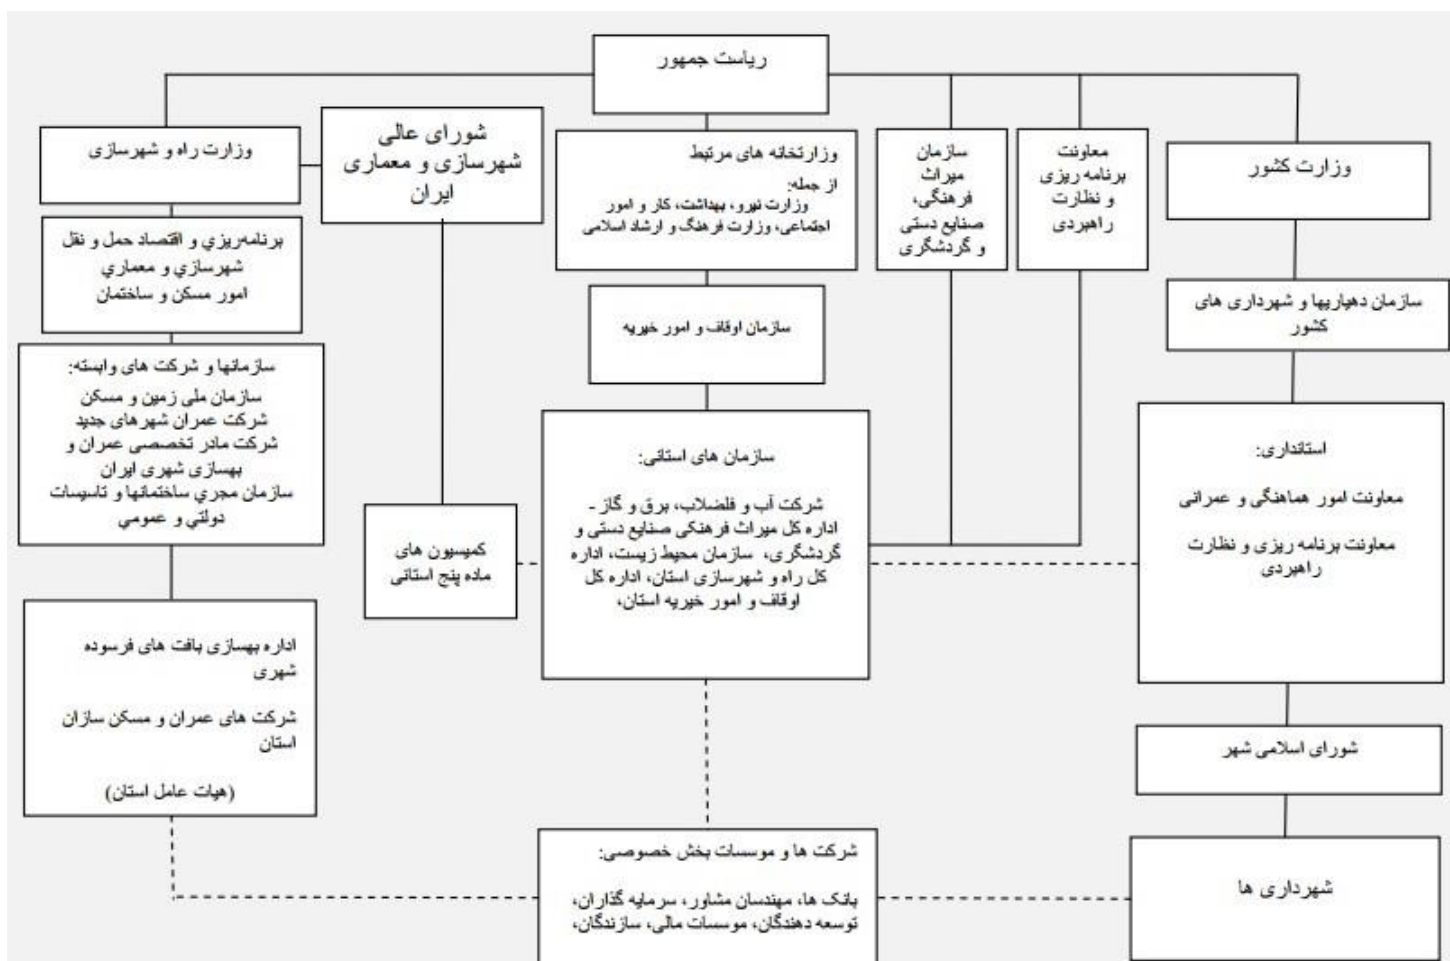 ریاست جمهور
وزارت کشور
معاونت
برنامه ریزی
و نظارت
راهبردی
سازمان
میراث
فرهنگی،
صنایع دستی
و گردشگری
وزارتخانه های مرتبط
از جمله:
وزارت نیرو، بهداشت، کار و امور
اجتماعی، وزارت فرهنگ و ارشاد اسلامی
شورای عالی
شهرسازی و معماری
ایران
وزارت راه و شهرسازی
سازمان دهیاریها و شهرداری های
کشور
سازمان اوقاف و امور خیریه
برنامه‌ريزي و اقتصاد حمل و نقل
شهرسازي و معماري
امور مسکن و ساختمان
استانداری:
معاونت امور هماهنگی و عمرانی
معاونت برنامه ریزی و نظارت
راهبردی
سازمان های استانی:
شرکت آب و فلضلاب، برق و گاز -
اداره کل میراث فرهنگی صنایع دستی و
گردشگری، سازمان محیط زیست، اداره
کل راه و شهرسازی استان، اداره کل
اوقاف و امور خیریه استان،
کمیسیون های
ماده پنج استانی
سازمانها و شرکت های وابسته:
سازمان ملی زمین و مسکن
شرکت عمران شهرهای جدید
شرکت مادر تخصصی عمران و
بهسازی شهری ایران
سازمان مجري ساختمانها و تاسيسات
دولتي و عمومي
اداره بهسازی بافت های فرسوده
شهری
شرکت های عمران و مسکن سازان
استان
(هیات عامل استان)
شورای اسلامی شهر
شهرداری ها
شرکت ها و موسسات بخش خصوصی:
بانک ها، مهندسان مشاور، سرمایه گذاران،
توسعه دهندگان، موسسات مالی، سازندگان،